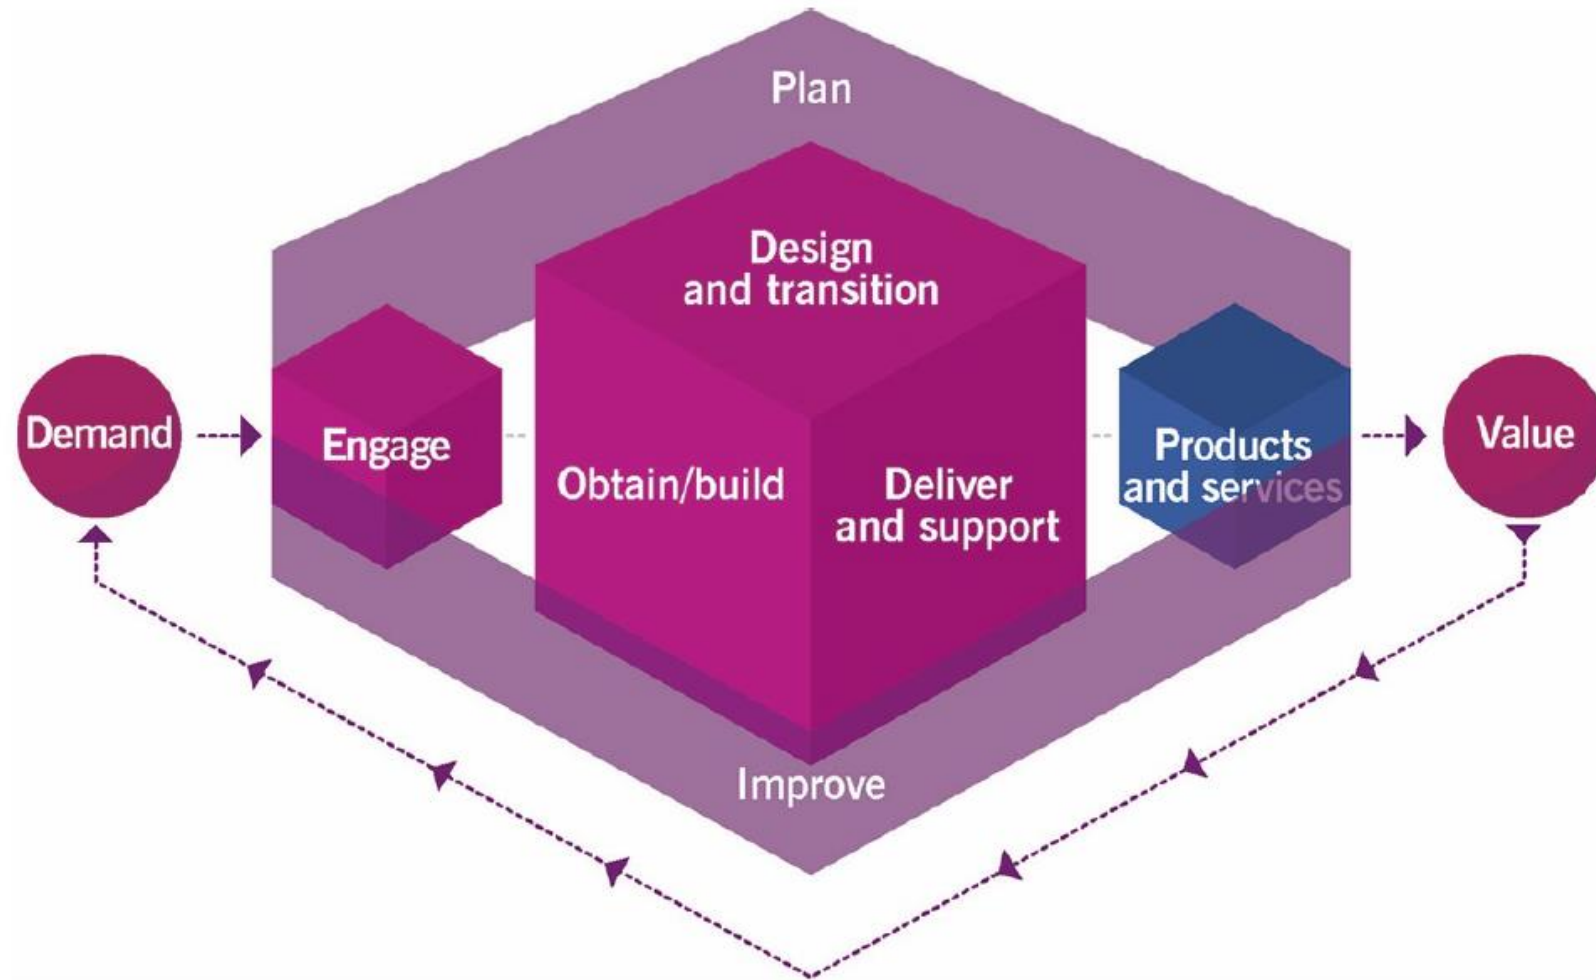 Plan
Design
and transition
Demand
Engage
Obtain/build
Deliver
and support
Products
and services
Value
Improve